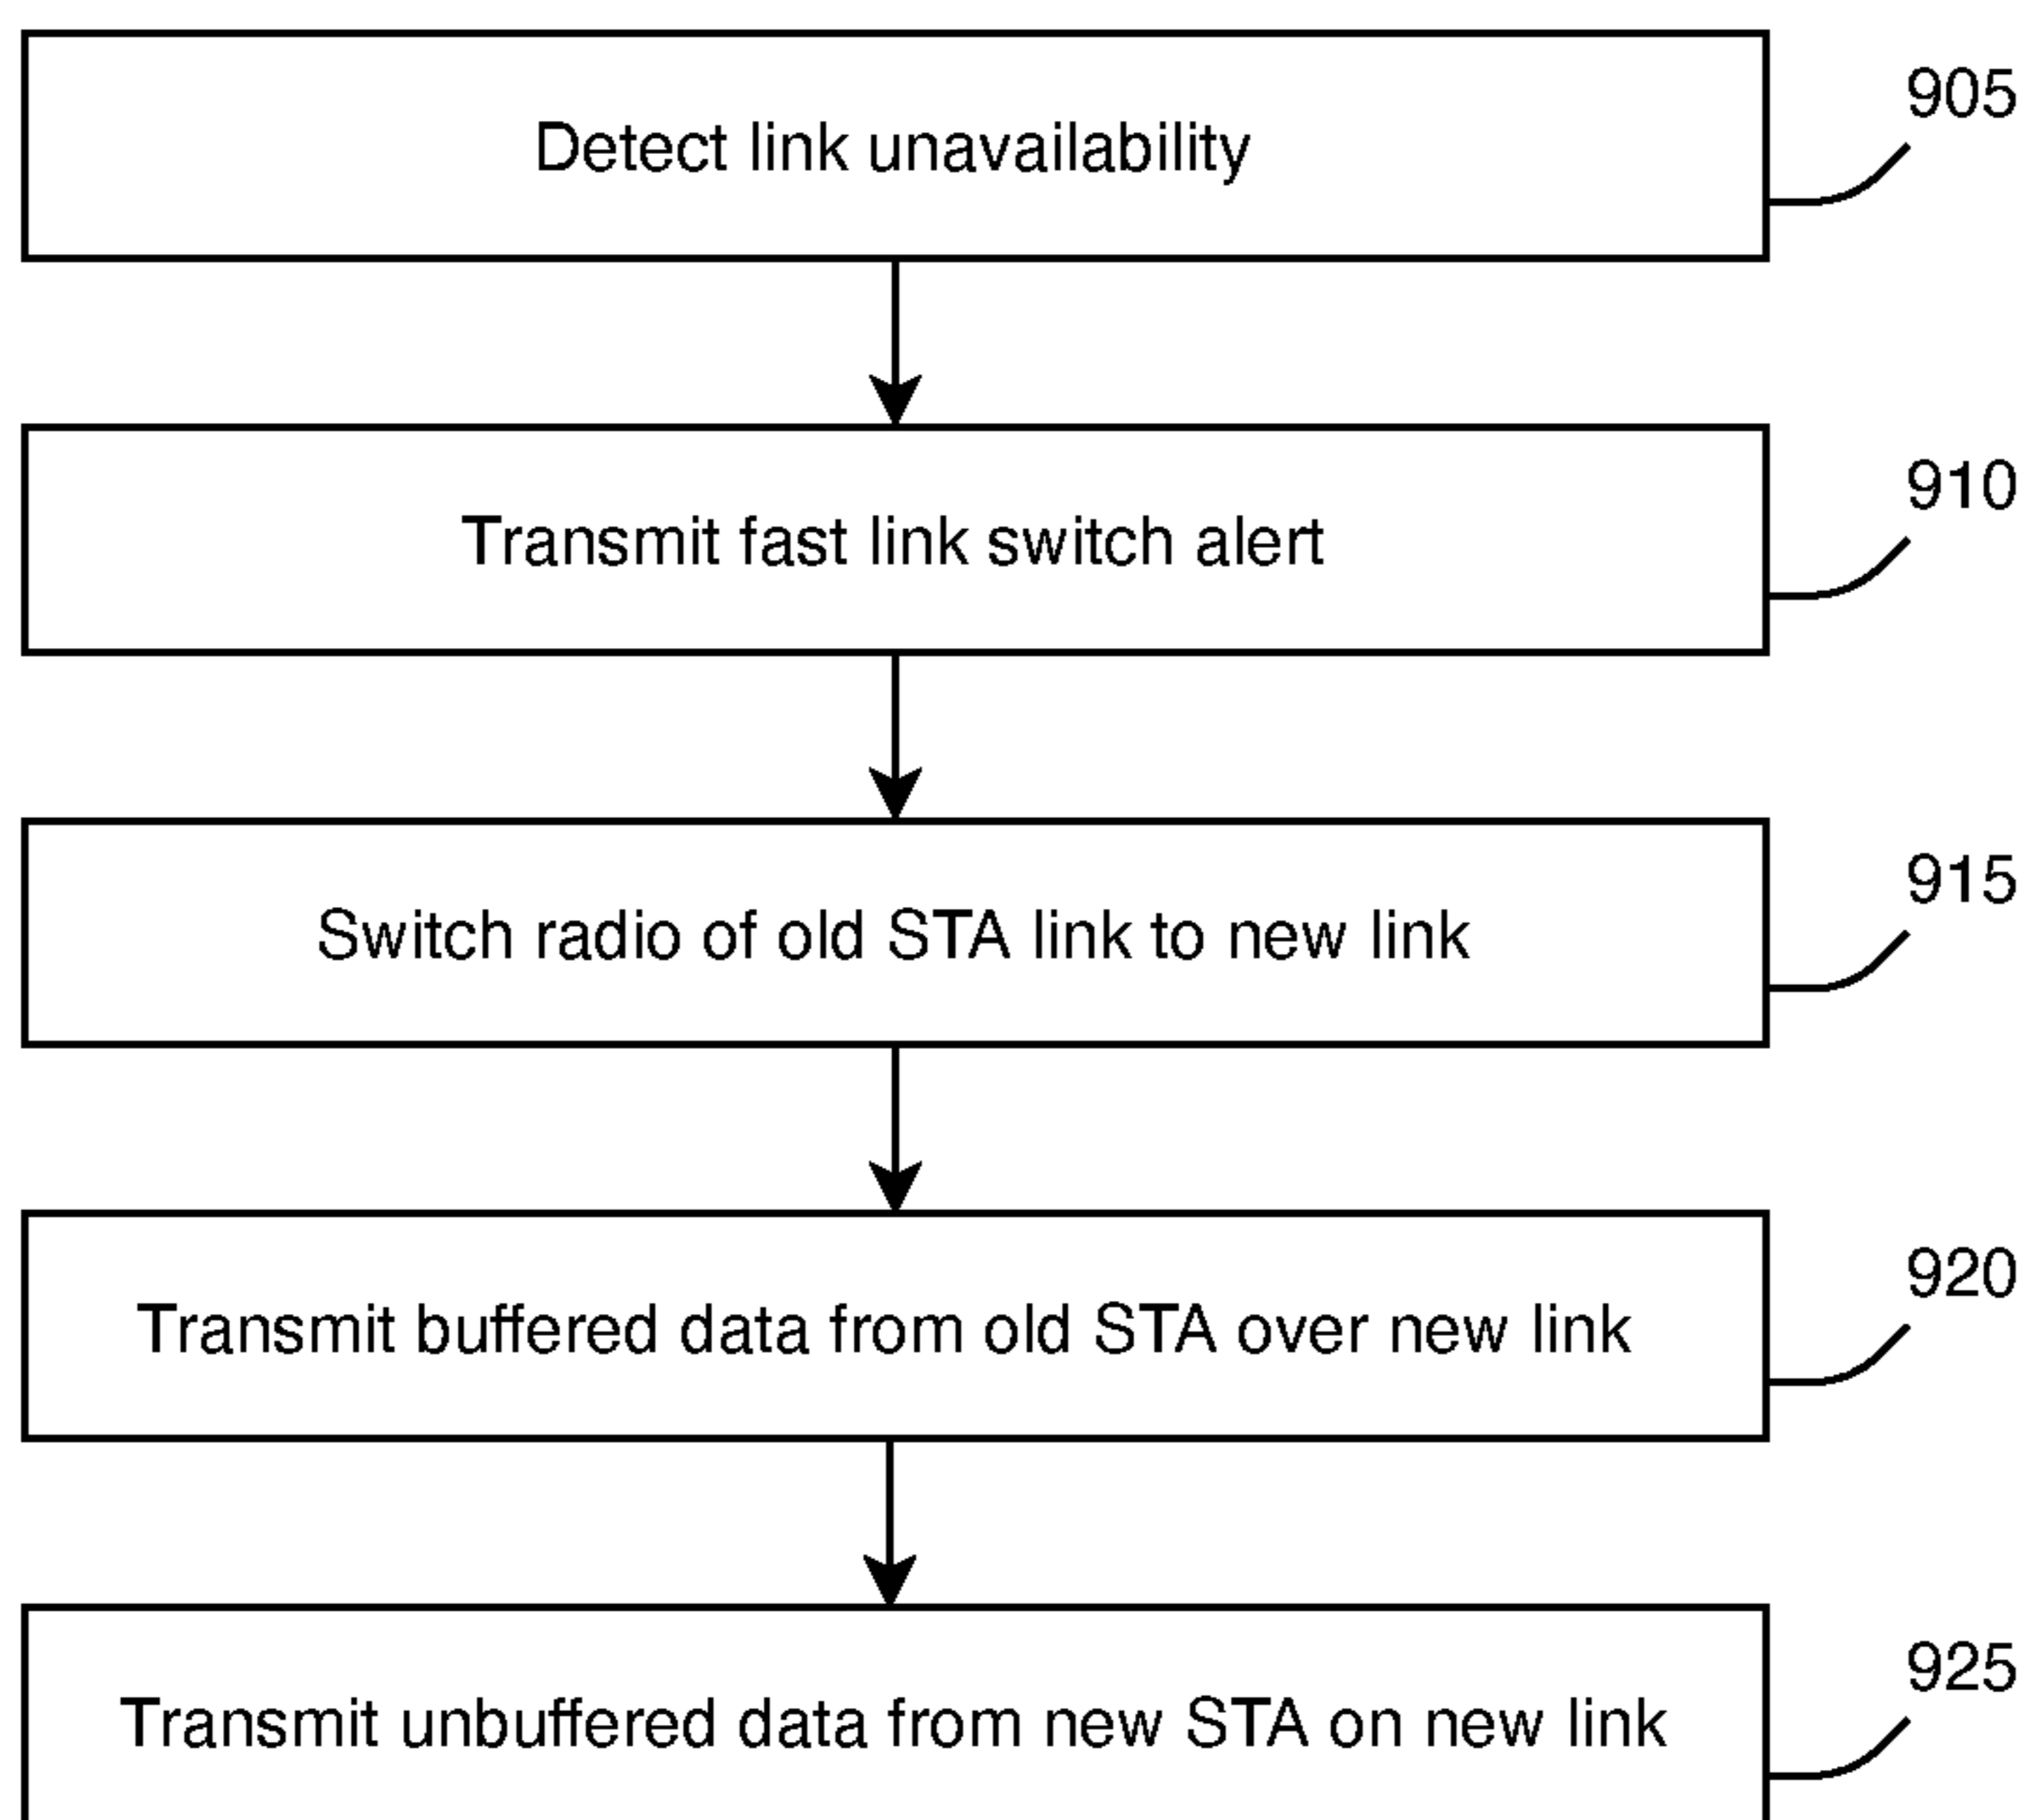 Detect link unavailability
905
Transmit fast link switch alert
910
Switch radio of old STA link to new link
915
Transmit buffered data from old STA over new link
920
Transmit unbuffered data from new STA on new link
925